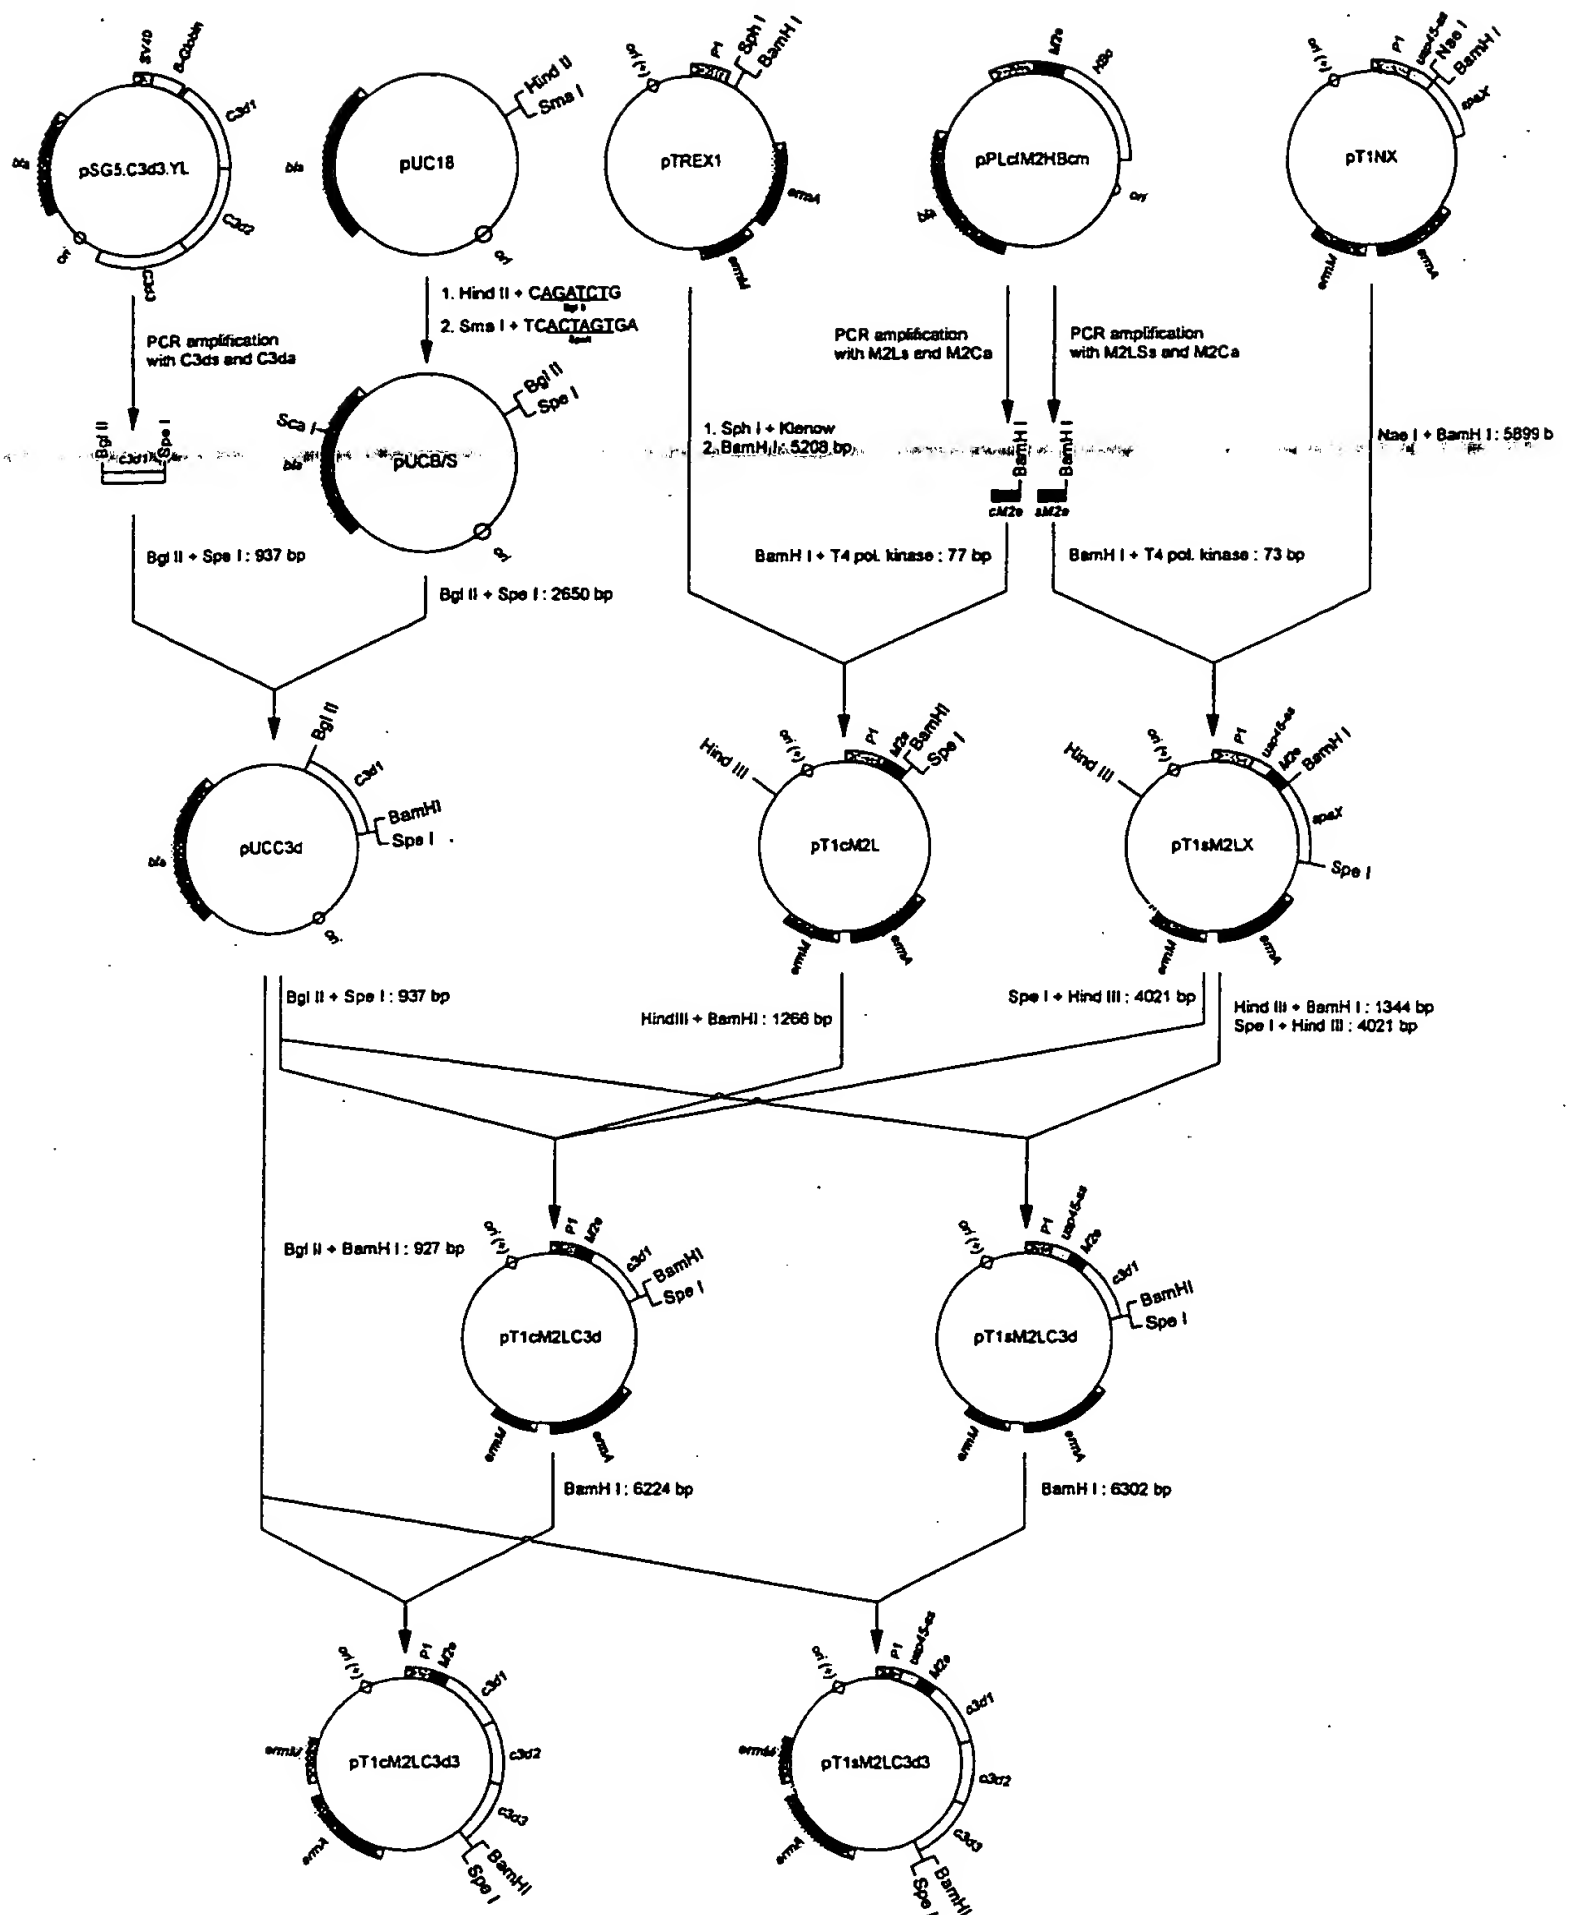 SV40
B-Globin
C3d1
bla
pSG5.C3d3.YL
C3d2
ori
C3d3
Hind II
Sma I
bla
pUC18
ori
ori (+)
P1
Sph I
BamH I
pTREX1
ermA
ermM
M2e
HBc
pPLcIM2HBcm
ori
bla
ori (+)
P1
usp45-ss
Nae I
BamH I
spaX
pT1NX
ermM
ermA
PCR amplification
with C3ds and C3da
1. Hind II + CAGATCTG
Bgl II
2. Sma I + TCACTAGTGA
SpeI
PCR amplification
with M2Ls and M2Ca
PCR amplification
with M2LSs and M2Ca
Bgl II
c3d1
Spe I
Bgl II
Spe I
Sca I
bla
pUCB/S
ori
1. Sph I + Klenow
2. BamH I : 5208 bp
BamH I
cM2e
BamH I
sM2e
Nae I + BamH I : 5899 b
Bgl II + Spe I : 937 bp
Bgl II + Spe I : 2650 bp
BamH I + T4 pol. kinase : 77 bp
BamH I + T4 pol. kinase : 73 bp
Bgl II
C3d1
BamHI
Spe I
bla
pUCC3d
ori
Hind III
ori (+)
P1
M2e
BamHI
Spe I
pT1cM2L
ermM
ermA
Hind III
ori (+)
P1
usp45-ss
M2e
BamH I
spaX
Spe I
pT1sM2LX
ermM
ermA
Bgl II + Spe I : 937 bp
HindIII + BamHI : 1266 bp
Spe I + Hind III : 4021 bp
Hind III + BamH I : 1344 bp
Spe I + Hind III : 4021 bp
Bgl II + BamH I : 927 bp
ori (+)
P1
M2e
c3d1
BamHI
Spe I
pT1cM2LC3d
ermM
ermA
ori (+)
P1
usp45-ss
M2e
c3d1
BamHI
Spe I
pT1sM2LC3d
ermM
ermA
BamH I : 6224 bp
BamH I : 6302 bp
ori (+)
P1
M2e
c3d1
ermM
pT1cM2LC3d3
c3d2
c3d3
ermA
BamHI
Spe I
ori (+)
P1
usp45-ss
M2e
c3d1
ermM
pT1sM2LC3d3
c3d2
c3d3
ermA
BamHI
Spe I